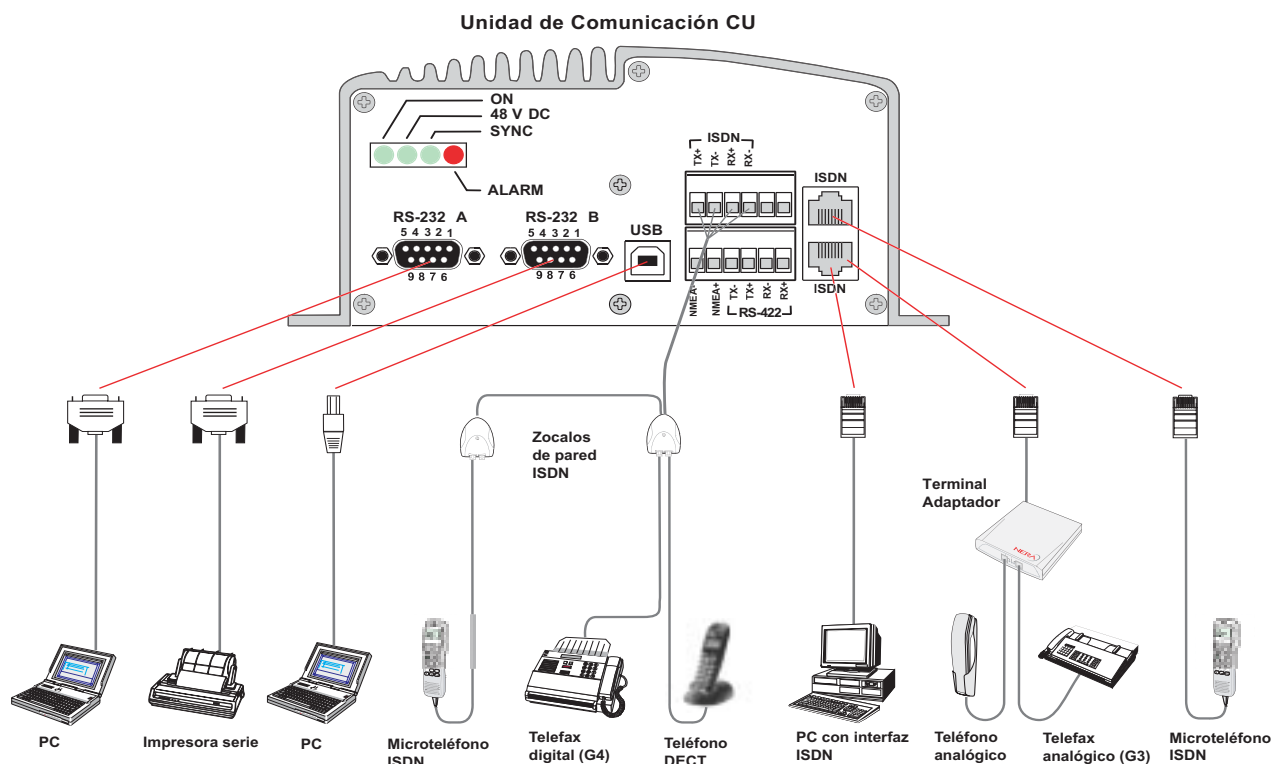 Unidad de Comunicación CU
ON
48 V DC
SYNC
ALARM
ISDN
TX+
TX-
RX+
RX-
ISDN
RS-232 A
5 4 3 2 1
9 8 7 6
RS-232 B
5 4 3 2 1
9 8 7 6
USB
ISDN
NMEA-
NMEA+
TX-
TX+
RX-
RX+
RS-422
Zocalos
de pared
ISDN
Terminal
Adaptador
NERA
PC
Impresora serie
PC
Microteléfono
ISDN
Telefax
digital (G4)
Teléfono
DECT
PC con interfaz
ISDN
Teléfono
analógico
Telefax
analógico (G3)
Microteléfono
ISDN